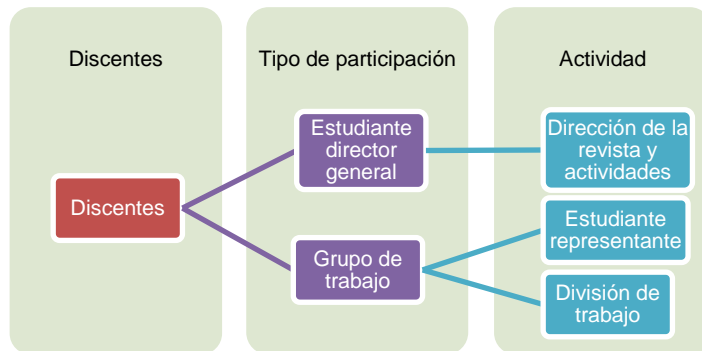 Discentes
Tipo de participación
Actividad
Discentes
Estudiante
director
general
Grupo de
trabajo
Dirección de la
revista y
actividades
Estudiante
representante
División de
trabajo